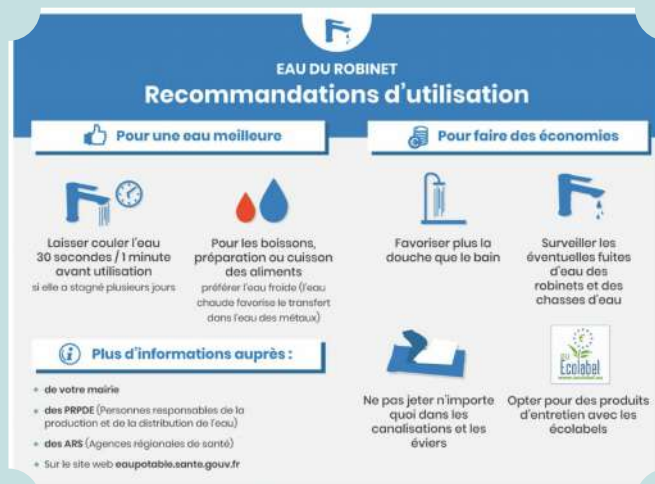 EAU DU ROBINET
Recommandations d'utilisation
Pour une eau meilleure
Laisser couler l'eau
30 secondes / 1 minute
avant utilisation
si elle a stagné plusieurs jours
Pour les boissons,
préparation ou cuisson
des aliments
préférer l'eau froide (l'eau
chaude favorise le transfert
dans l'eau des métaux)
Plus d'informations auprès :
de votre mairie
des PRPDE (Personnes responsables de la
production et de la distribution de l'eau)
des ARS (Agences régionales de santé)
Sur le site web eaupotable.sante.gouv.fr
Pour faire des économies
Favoriser plus la
douche que le bain
Surveiller les
éventuelles fuites
d'eau des
robinets et des
chasses d'eau
Ne pas jeter n'importe
quoi dans les
canalisations et les
éviers
EU
Ecolabel
www.ecolabel.eu
Opter pour des produits
d'entretien avec les
écolabels